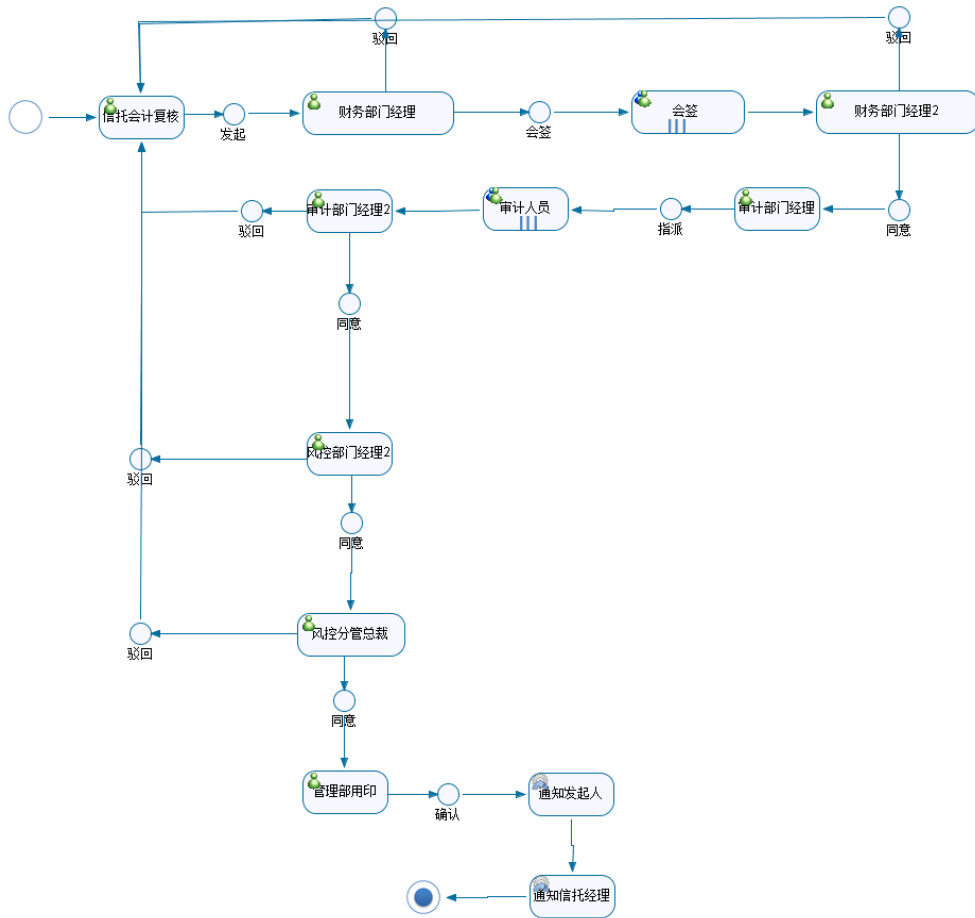 驳回
驳回
信托会计复核
发起
财务部门经理
会签
会签
财务部门经理2
同意
审计部门经理
指派
审计人员
审计部门经理2
驳回
同意
风控部门经理2
驳回
同意
风控分管总裁
驳回
同意
管理部用印
确认
通知发起人
通知信托经理